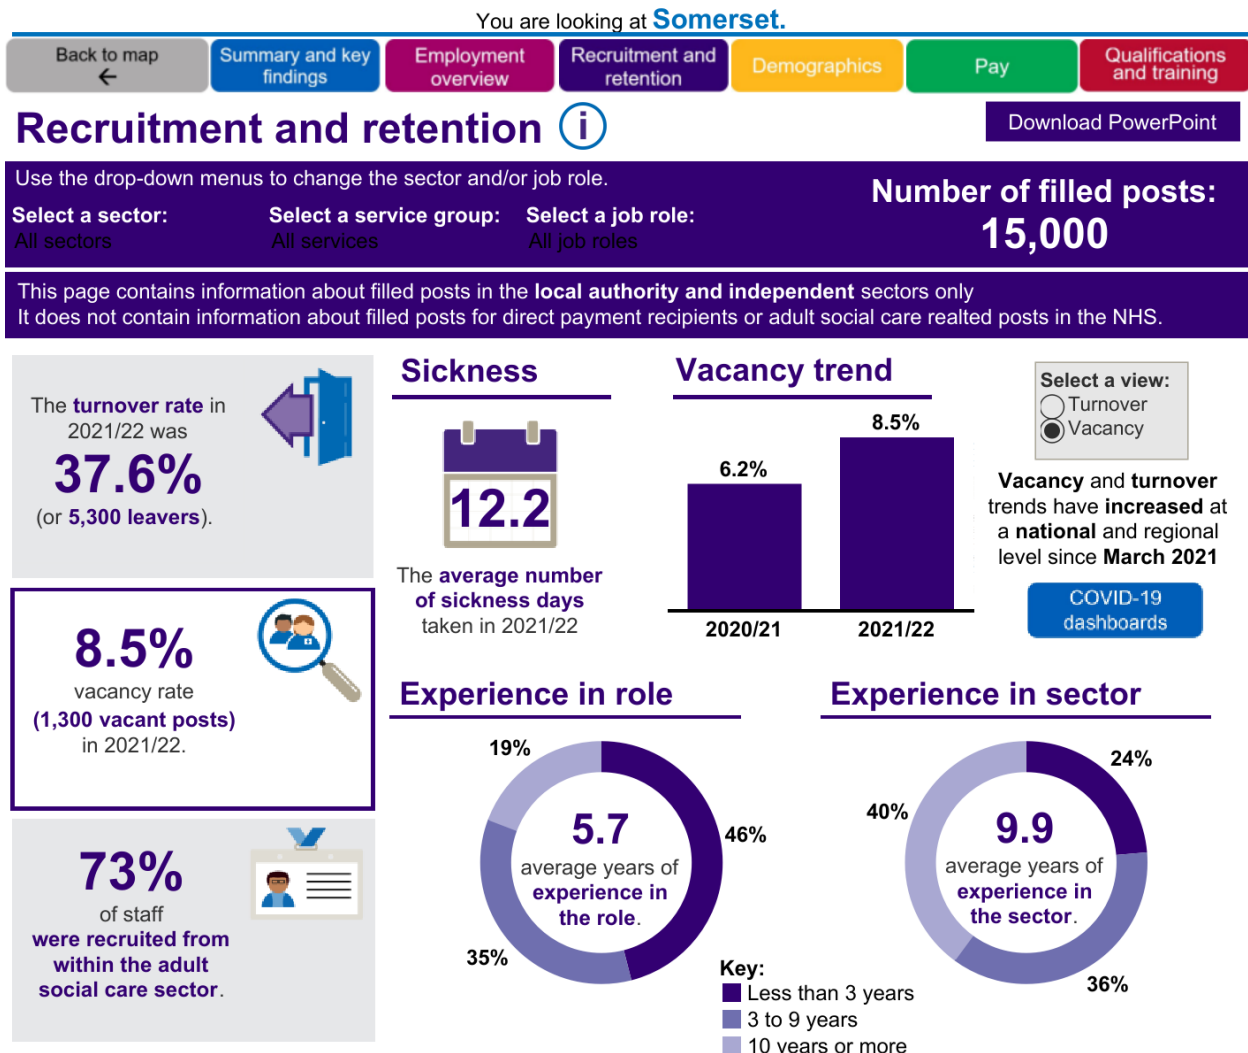 You are looking at Somerset.
Back to map
←
Summary and key
findings
Employment
overview
Recruitment and
retention
Demographics
Pay
Qualifications
and training
Recruitment and retention i
Download PowerPoint
Use the drop-down menus to change the sector and/or job role.
Select a sector:
All sectors
Select a service group:
All services
Select a job role:
All job roles
Number of filled posts:
15,000
This page contains information about filled posts in the local authority and independent sectors only
It does not contain information about filled posts for direct payment recipients or adult social care realted posts in the NHS.
The turnover rate in
2021/22 was
37.6%
(or 5,300 leavers).
8.5%
vacancy rate
(1,300 vacant posts)
in 2021/22.
73%
of staff
were recruited from
within the adult
social care sector.
Sickness
12.2
The average number
of sickness days
taken in 2021/22
Vacancy trend
6.2%
8.5%
2020/21
2021/22
Select a view:
Turnover
Vacancy
Vacancy and turnover
trends have increased at
a national and regional
level since March 2021
COVID-19
dashboards
Experience in role
19%
46%
35%
5.7
average years of
experience in
the role.
Experience in sector
24%
40%
36%
9.9
average years of
experience in
the sector.
Key:
Less than 3 years
3 to 9 years
10 years or more